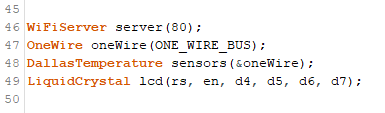 45
46 WiFiServer server(80);
47 OneWire oneWire(ONE_WIRE_BUS);
48 DallasTemperature sensors(&oneWire);
49 LiquidCrystal lcd(rs, en, d4, d5, d6, d7);
50